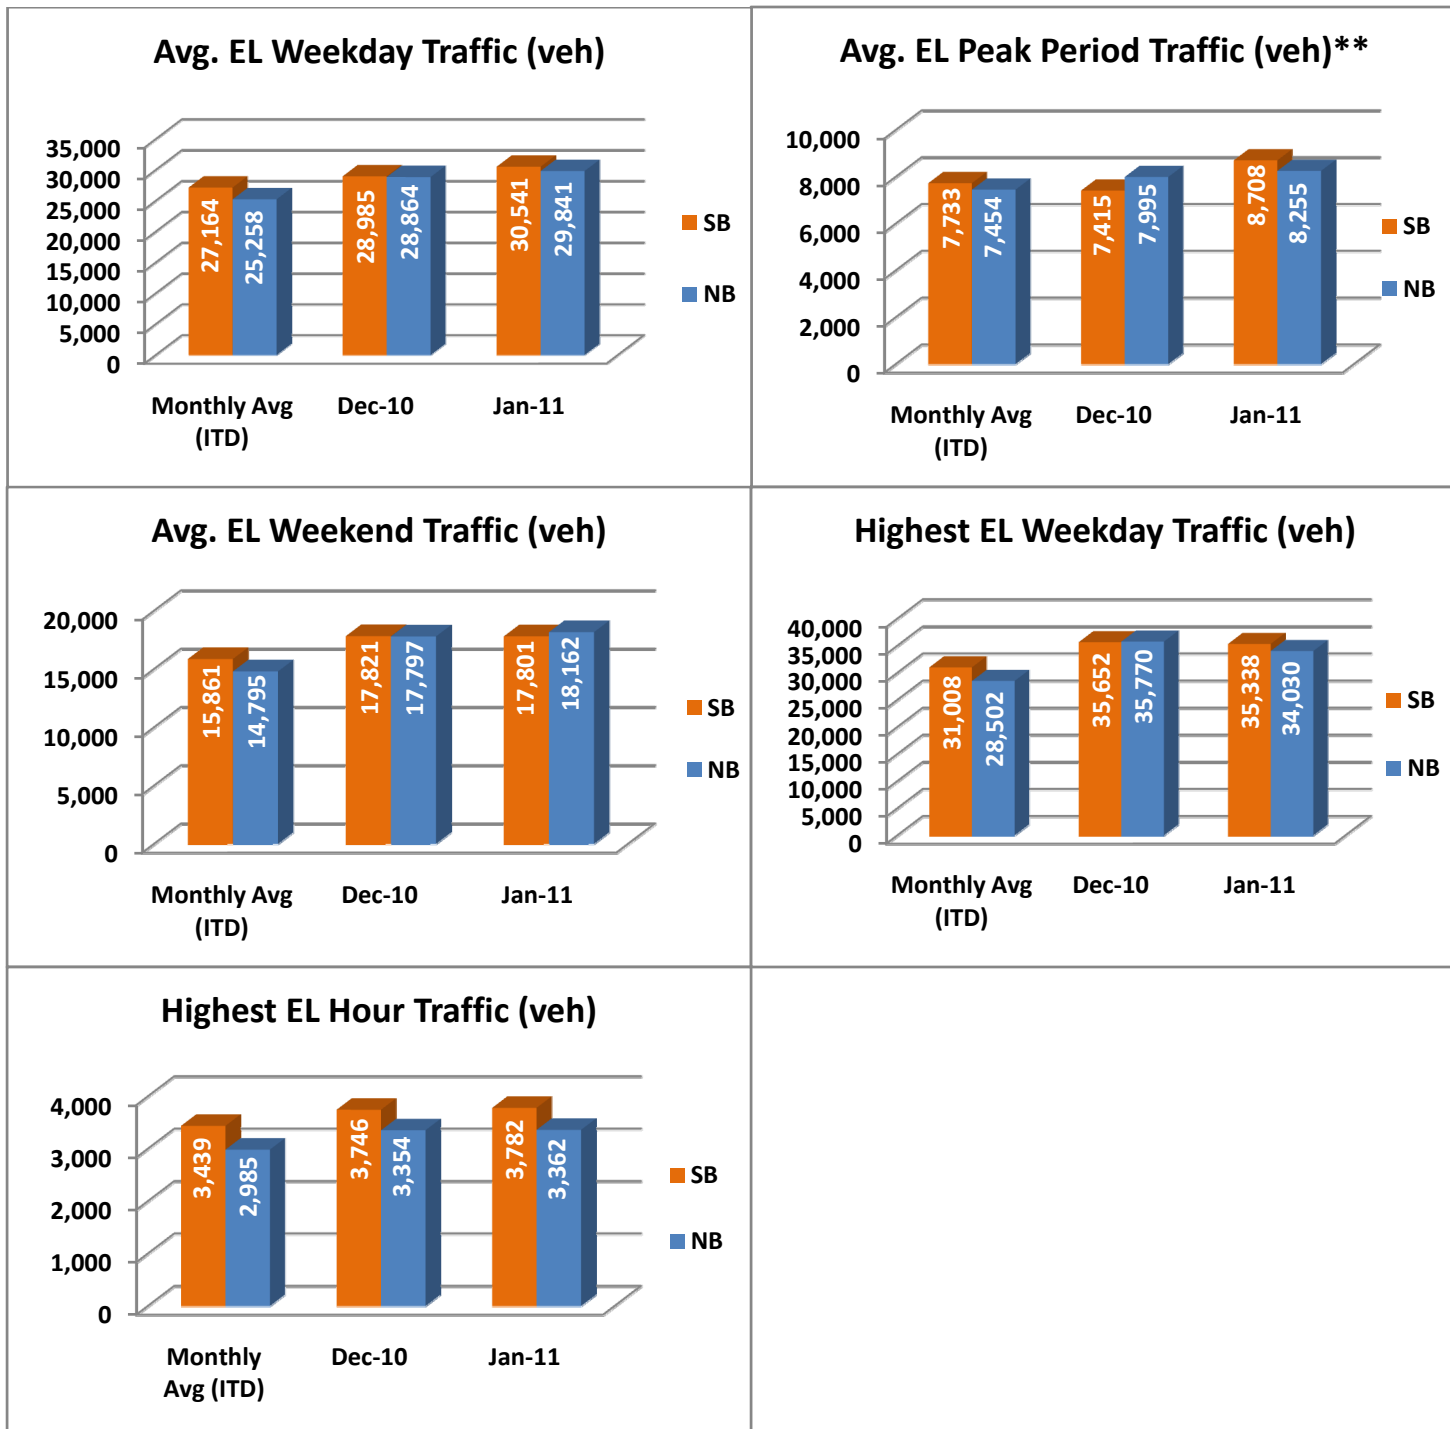 Avg. EL Weekday Traffic (veh)
35,000
30,000
25,000
20,000
15,000
10,000
5,000
0
27,164
25,258
28,985
28,864
30,541
29,841
Monthly Avg
(ITD)
Dec-10
Jan-11
SB
NB
Avg. EL Peak Period Traffic (veh)**
10,000
8,000
6,000
4,000
2,000
0
7,733
7,454
7,415
7,995
8,708
8,255
Monthly Avg
(ITD)
Dec-10
Jan-11
SB
NB
Avg. EL Weekend Traffic (veh)
20,000
15,000
10,000
5,000
0
15,861
14,795
17,821
17,797
17,801
18,162
Monthly Avg
(ITD)
Dec-10
Jan-11
SB
NB
Highest EL Weekday Traffic (veh)
40,000
35,000
30,000
25,000
20,000
15,000
10,000
5,000
0
31,008
28,502
35,652
35,770
35,338
34,030
Monthly Avg
(ITD)
Dec-10
Jan-11
SB
NB
Highest EL Hour Traffic (veh)
4,000
3,000
2,000
1,000
0
3,439
2,985
3,746
3,354
3,782
3,362
Monthly
Avg (ITD)
Dec-10
Jan-11
SB
NB